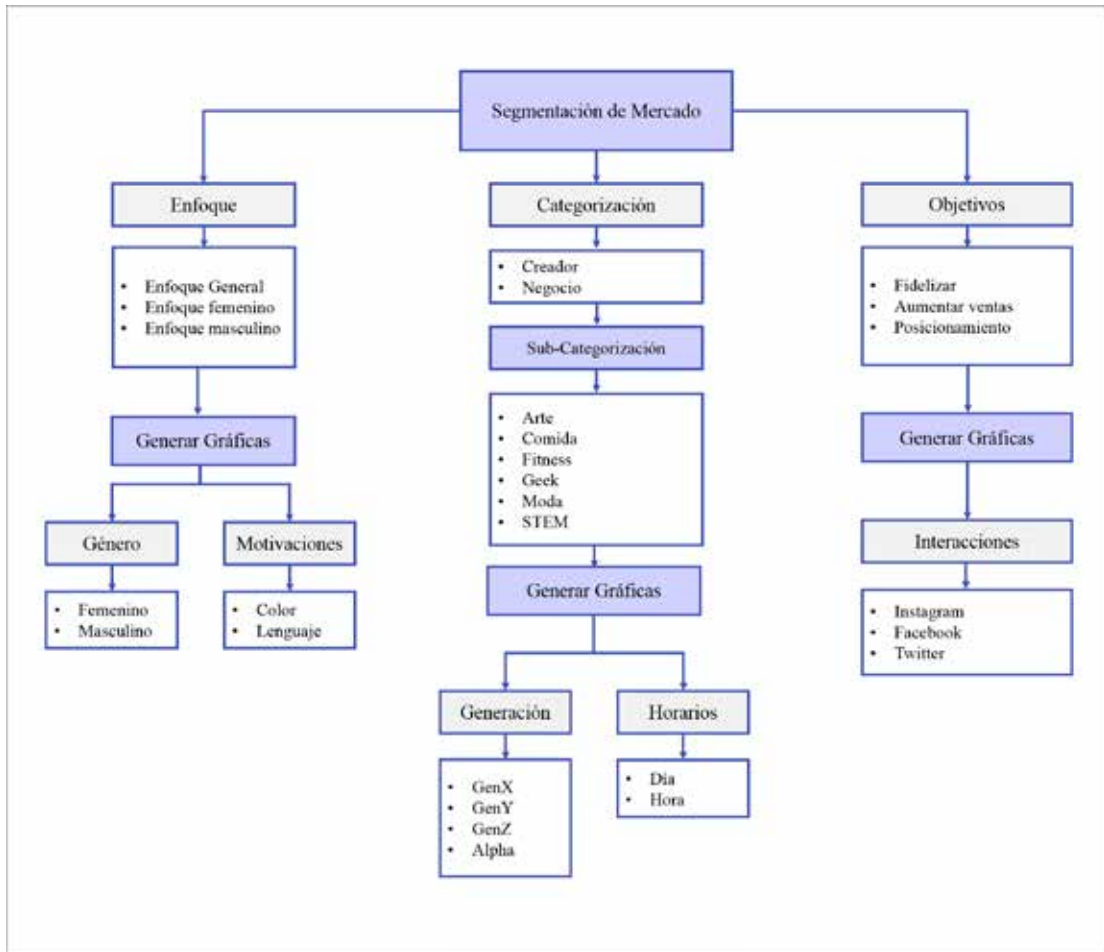 Segmentación de Mercado
Enfoque
Categorización
Objetivos
• Enfoque General
• Enfoque femenino
• Enfoque masculino
• Creador
• Negocio
• Fidelizar
• Aumentar ventas
• Posicionamiento
Sub-Categorización
Generar Gráficas
• Arte
• Comida
• Fitness
• Geek
• Moda
• STEM
Generar Gráficas
Género
Motivaciones
Interacciones
• Femenino
• Masculino
• Color
• Lenguaje
Generar Gráficas
• Instagram
• Facebook
• Twitter
Generación
Horarios
• GenX
• GenY
• GenZ
• Alpha
• Día
• Hora